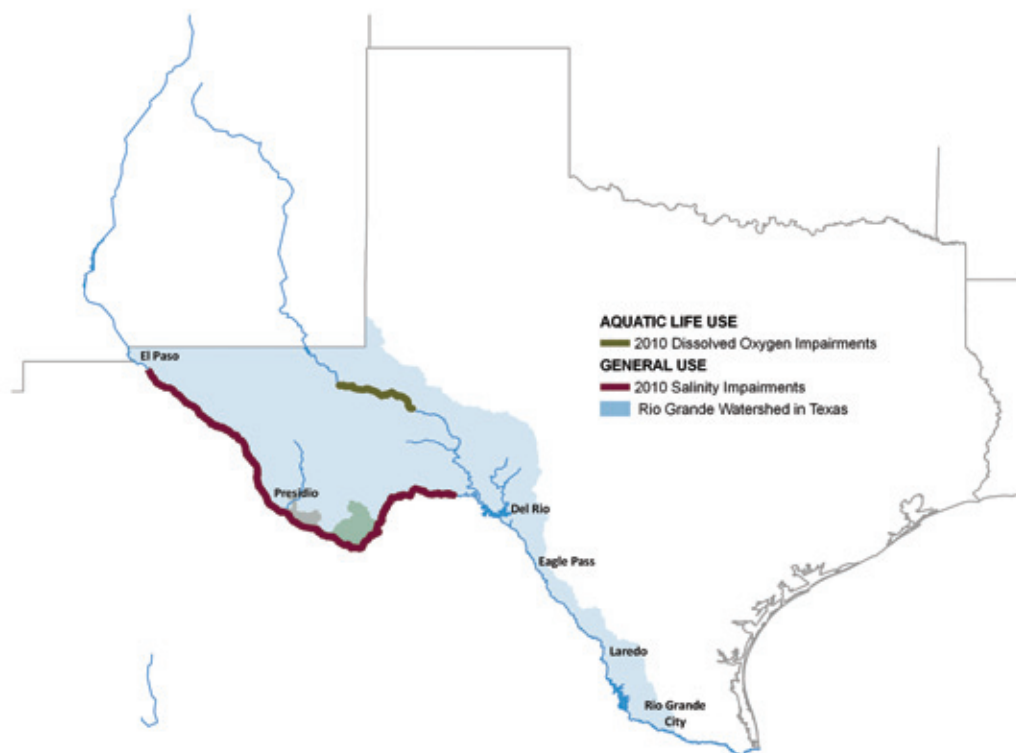 AQUATIC LIFE USE
2010 Dissolved Oxygen Impairments
GENERAL USE
2010 Salinity Impairments
Rio Grande Watershed in Texas
El Paso
Presidio
Del Rio
Eagle Pass
Laredo
Rio Grande
City